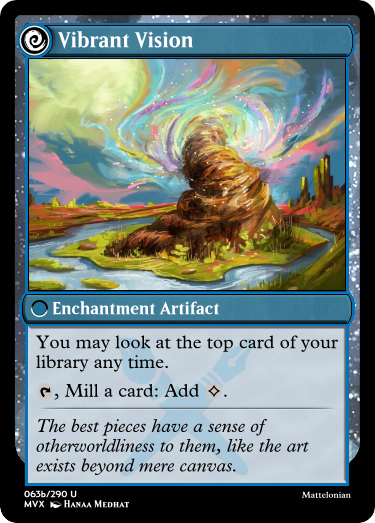 Vibrant Vision
Enchantment Artifact
You may look at the top card of your
library any time.
, Mill a card: Add .
The best pieces have a sense of
otherworldliness to them, like the art
exists beyond mere canvas.
063b/290 U
MVX Hanaa Medhat
Mattelonian